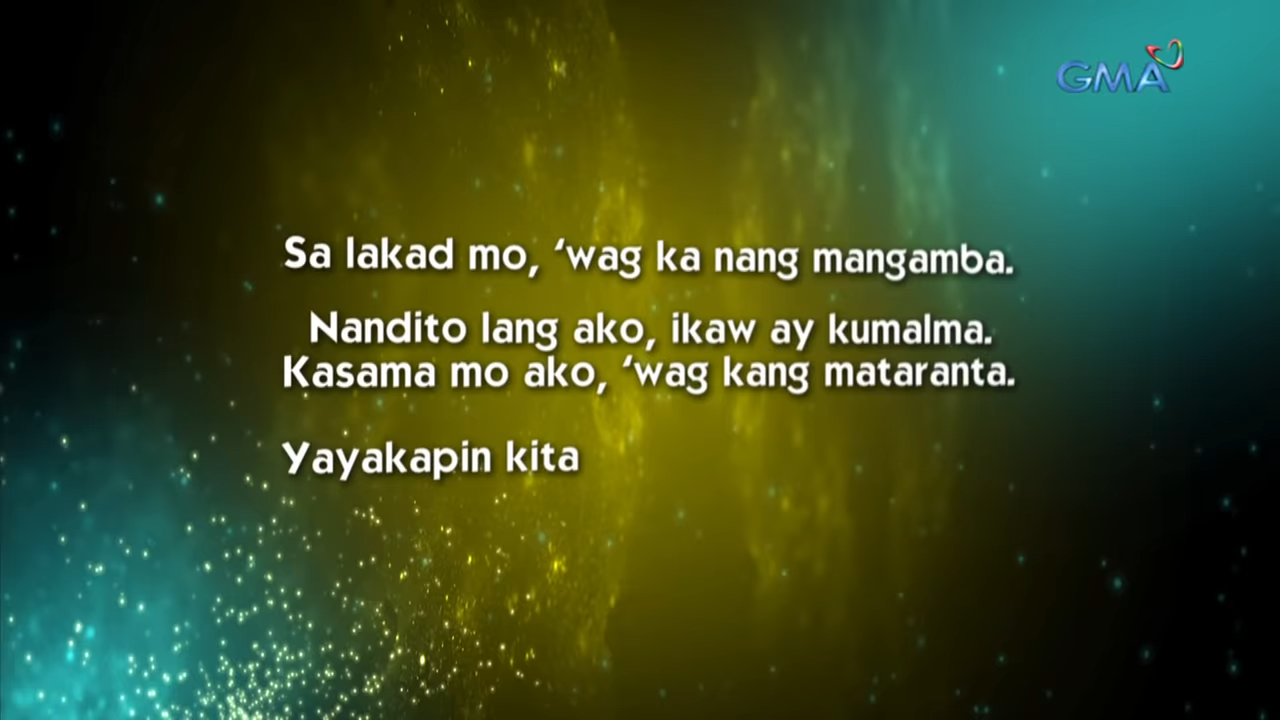 GMA
Sa lakad mo, ‘wag ka nang mangamba.
Nandito lang ako, ikaw ay kumalma.
Kasama mo ako, ‘wag kang mataranta.
Yayakapin kita